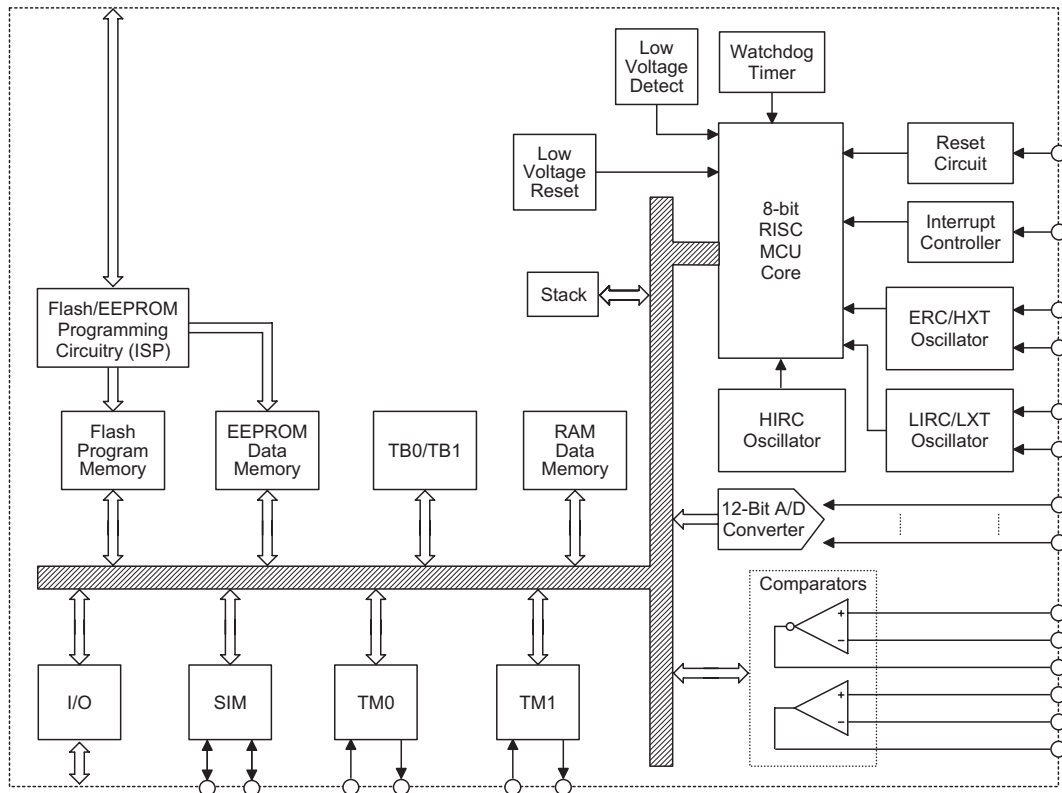 Low
Voltage
Detect
Watchdog
Timer
Low
Voltage
Reset
8-bit
RISC
MCU
Core
Reset
Circuit
Interrupt
Controller
Stack
Flash/EEPROM
Programming
Circuitry (ISP)
ERC/HXT
Oscillator
HIRC
Oscillator
LIRC/LXT
Oscillator
Flash
Program
Memory
EEPROM
Data
Memory
TB0/TB1
RAM
Data
Memory
12-Bit A/D
Converter
Comparators
+
−
+
−
I/O
SIM
TM0
TM1